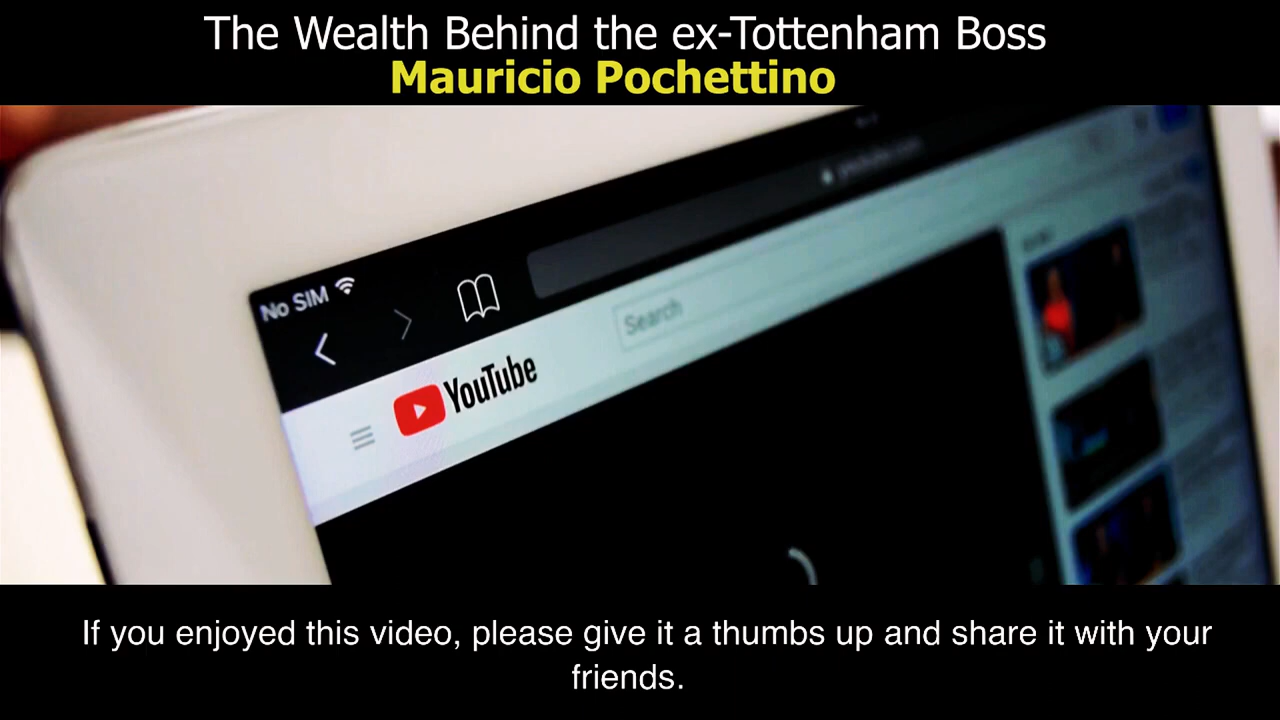 The Wealth Behind the ex-Tottenham Boss
Mauricio Pochettino
No SIM
Search
YouTube
If you enjoyed this video, please give it a thumbs up and share it with your
friends.